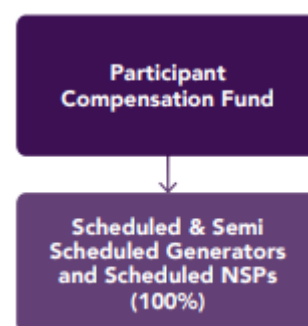 Participant
Compensation Fund
Scheduled & Semi
Scheduled Generators
and Scheduled NSPs
(100%)